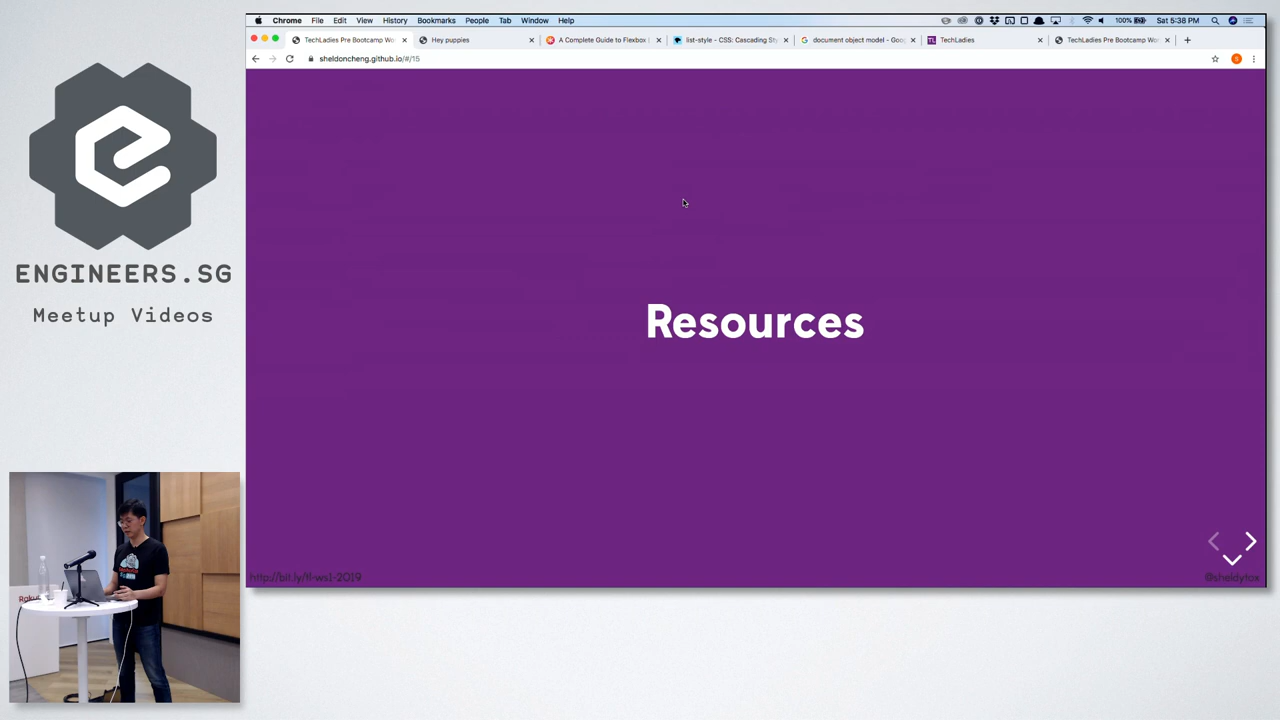 Chrome File Edit View History Bookmarks People Tab Window Help
100% Sat 5:38 PM
TechLadies Pre Bootcamp Wo
Hey puppies
A Complete Guide to Flexbox
list-style - CSS: Cascading Sty
document object model - Goog
TechLadies
TechLadies Pre Bootcamp Wo
sheldoncheng.github.io/#/15
ENGINEERS.SG
Meetup Videos
Resources
http://bit.ly/tl-ws1-2019
@sheldytox